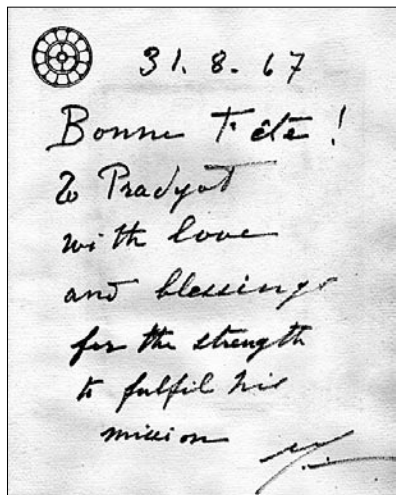 31. 8. 67
Bonne Fête !
To Pradyot
with love
and blessings
for the strength
to fulfil his
mission